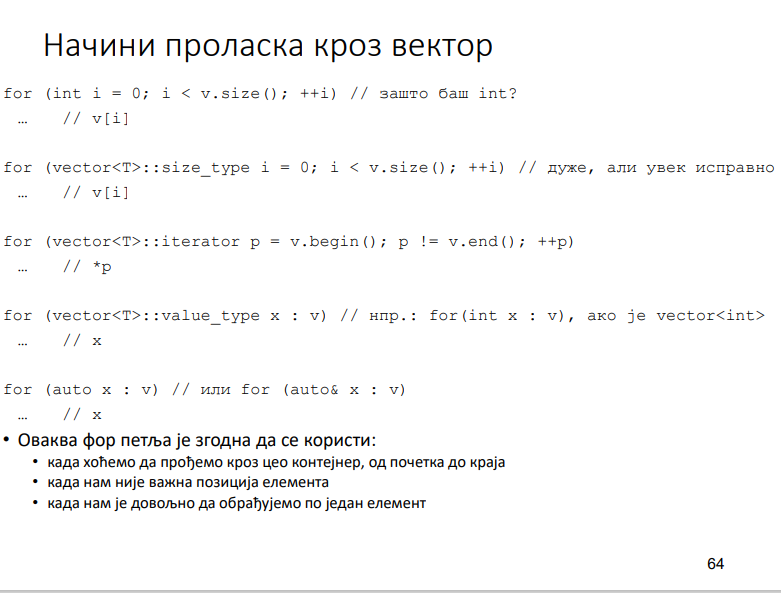 Начини проласка кроз вектор
for (int i = 0; i < v.size(); ++i) // зашто баш int?
… // v[i]
for (vector<T>::size_type i = 0; i < v.size(); ++i) // дуже, али увек исправно
… // v[i]
for (vector<T>::iterator p = v.begin(); p != v.end(); ++p)
… // *p
for (vector<T>::value_type x : v) // нпр.: for(int x : v), ако је vector<int>
… // x
for (auto x : v) // или for (auto& x : v)
… // x
• Оваква фор петља је згодна да се користи:
• када хоћемо да прођемо кроз цео контејнер, од почетка до краја
• када нам није важна позиција елемента
• када нам је довољно да обрађујемо по један елемент
64